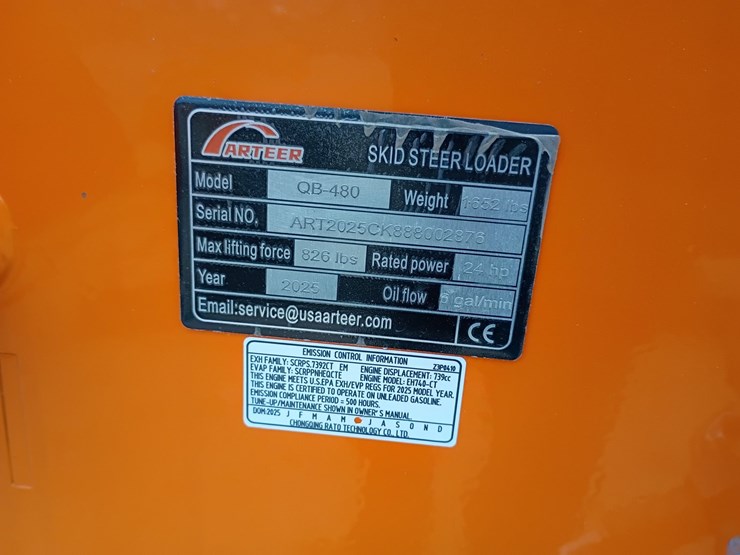 ARTEER
SKID STEER LOADER
Model QB-480 Weight 1652 lbs
Serial NO. ART2025CK888002876
Max lifting force 826 lbs Rated power 24 hp
Year 2025 Oil flow gal/min
Email:service@usaarteer.com CE
EMISSION CONTROL INFORMATION Z3P0410
EXH FAMILY: SCRPS.7392CT EM ENGINE DISPLACEMENT: 739cc
EVAP FAMILY: SCRPPNHEQCTE ENGINE MODEL: EH740-CT
THIS ENGINE MEETS U.S.EPA EXH/EVP REGS FOR 2025 MODEL YEAR.
THIS ENGINE IS CERTIFIED TO OPERATE ON UNLEADED GASOLINE.
EMISSION COMPLIANCE PERIOD = 500 HOURS.
TUNE-UP/MAINTENANCE SHOWN IN OWNER'S MANUAL.
DOM:2025 J F M A M J A S O N D
CHONGQING RATO TECHNOLOGY CO., LTD.